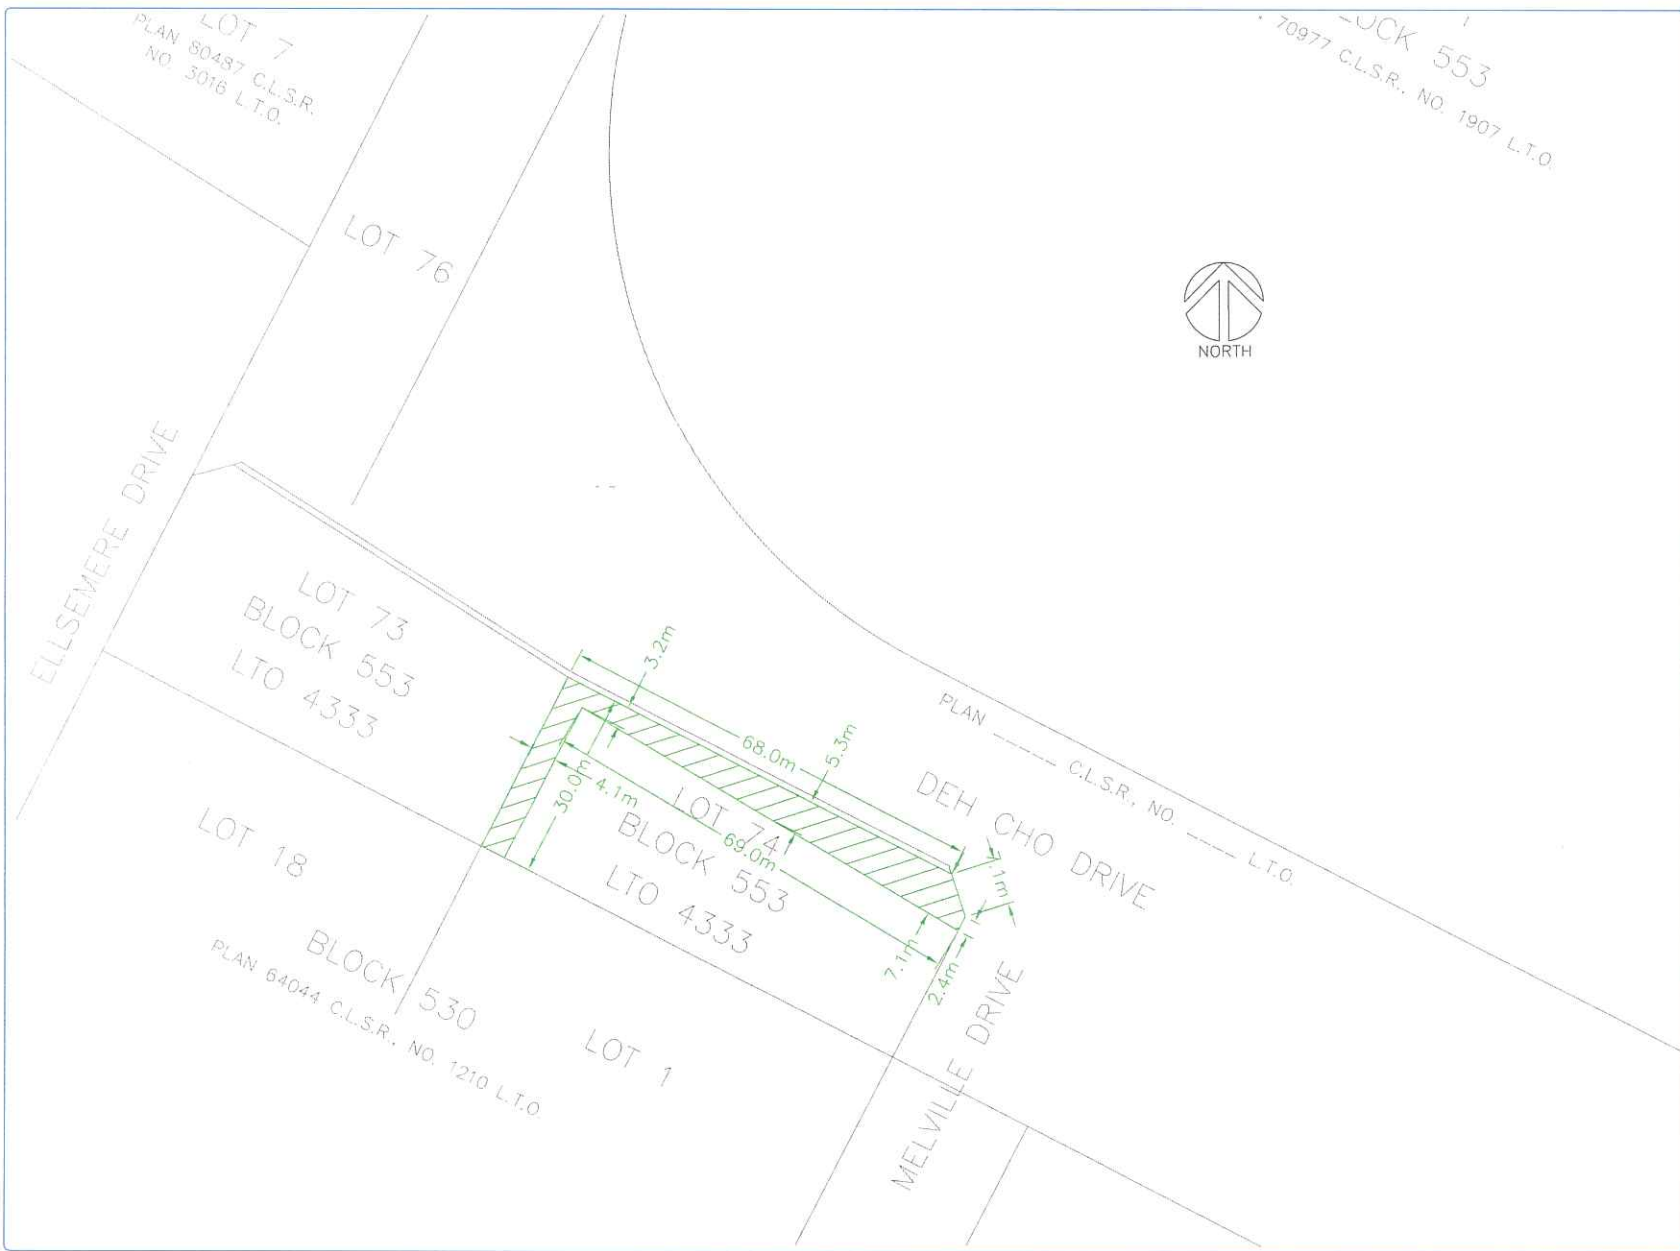 LOT 7
PLAN 80487 C.L.S.R.
NO. 3016 L.T.O.
553
70977 C.L.S.R., NO. 1907 L.T.O.
LOT 76
NORTH
ELLSEMERE DRIVE
LOT 73
BLOCK 553
LTO 4333
3.2m
68.0m
5.3m
PLAN _____ C.L.S.R., NO. _____ L.T.O.
DEH CHO DRIVE
30.0m
4.1m
LOT 74
BLOCK 553
LTO 4333
69.0m
7.1m
2.4m
LOT 18
BLOCK 530
PLAN 64044 C.L.S.R., NO. 1210 L.T.O.
LOT 1
MELVILLE DRIVE